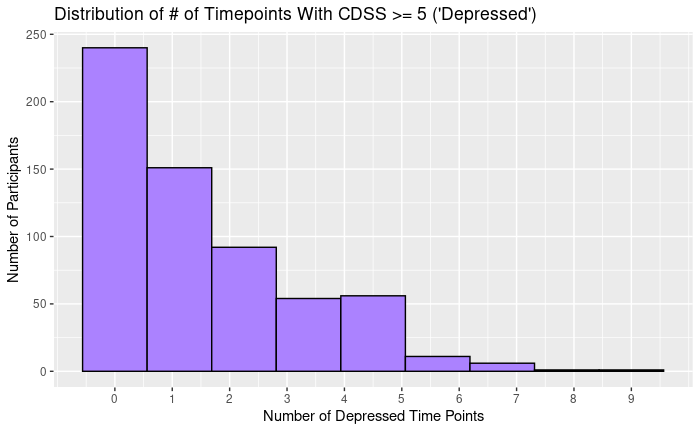 Distribution of # of Timepoints With CDSS >= 5 ('Depressed')
250
200
150
100
50
0
Number of Participants
0 1 2 3 4 5 6 7 8 9
Number of Depressed Time Points